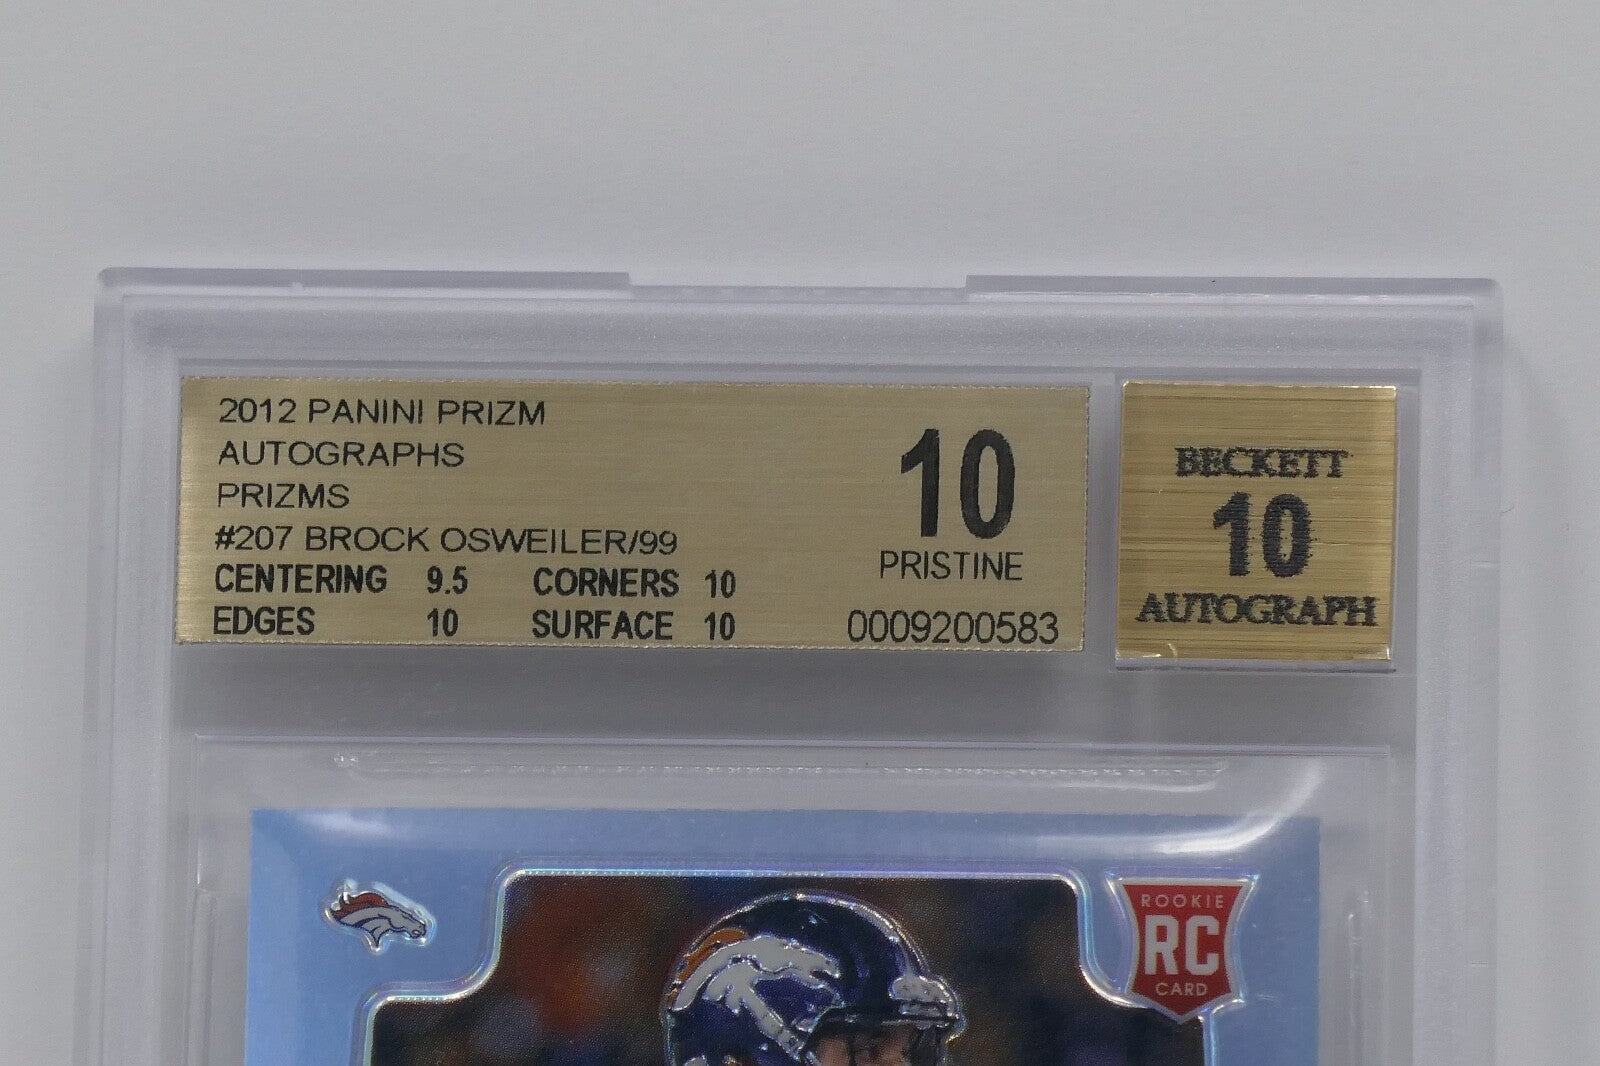 2012 PANINI PRIZM
AUTOGRAPHS
PRIZMS
#207 BROCK OSWEILER/99
CENTERING 9.5 CORNERS 10
EDGES 10 SURFACE 10
10
PRISTINE
0009200583
BECKETT
10
AUTOGRAPH
ROOKIE
RC
CARD